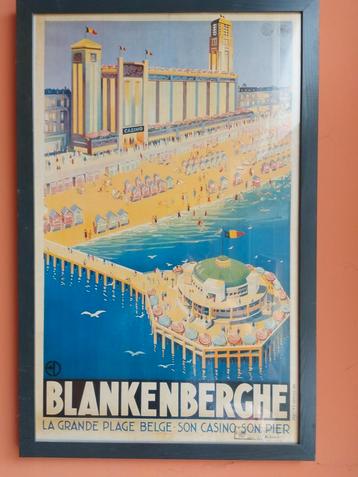 CASINO
BLANKENBERGHE
LA GRANDE PLAGE BELGE - SON CASINO - SON PIER